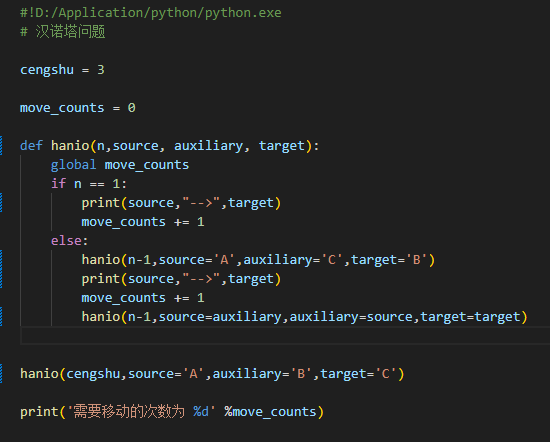 #!D:/Application/python/python.exe
# 汉诺塔问题
cengshu = 3
move_counts = 0
def hanio(n,source, auxiliary, target):
    global move_counts
    if n == 1:
        print(source,"-->",target)
        move_counts += 1
    else:
        hanio(n-1,source='A',auxiliary='C',target='B')
        print(source,"-->",target)
        move_counts += 1
        hanio(n-1,source=auxiliary,auxiliary=source,target=target)
hanio(cengshu,source='A',auxiliary='B',target='C')
print('需要移动的次数为 %d' %move_counts)